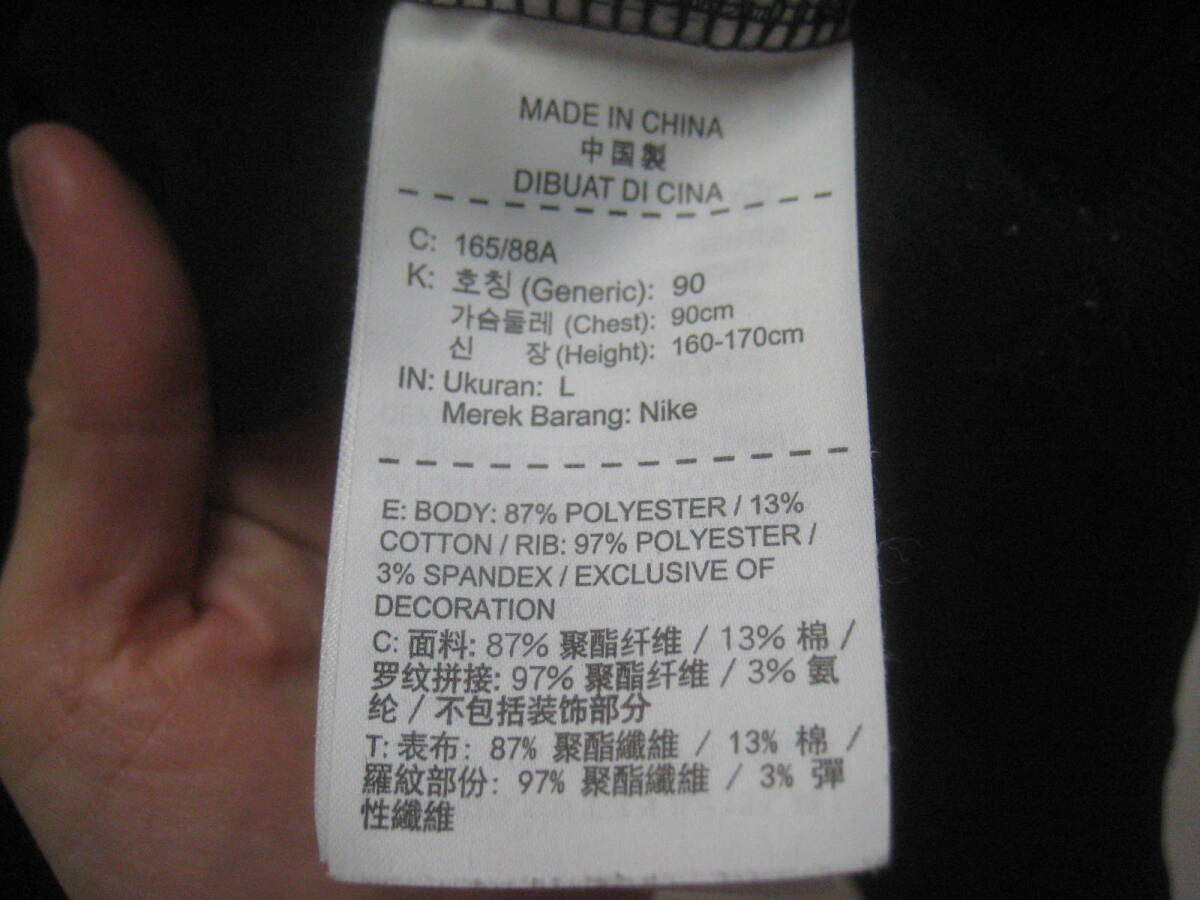 MADE IN CHINA
中国製
DIBUAT DI CINA
C: 165/88A
K: 호칭 (Generic): 90
가슴둘레 (Chest): 90cm
신 장 (Height): 160-170cm
IN: Ukuran: L
Merek Barang: Nike
E: BODY: 87% POLYESTER / 13%
COTTON / RIB: 97% POLYESTER /
3% SPANDEX / EXCLUSIVE OF
DECORATION
C: 面料: 87% 聚酯纤维 / 13% 棉 /
罗纹拼接: 97% 聚酯纤维 / 3% 氨
纶 / 不包括装饰部分
T: 表布: 87% 聚酯纖維 / 13% 棉 /
羅紋部份: 97% 聚酯纖維 / 3% 彈
性纖維